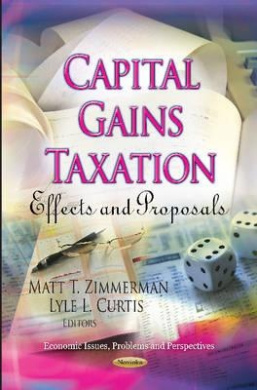 CAPITAL
GAINS
TAXATION
Effects and Proposals
MATT T. ZIMMERMAN
LYLE L. CURTIS
EDITORS
Economic Issues, Problems and Perspectives